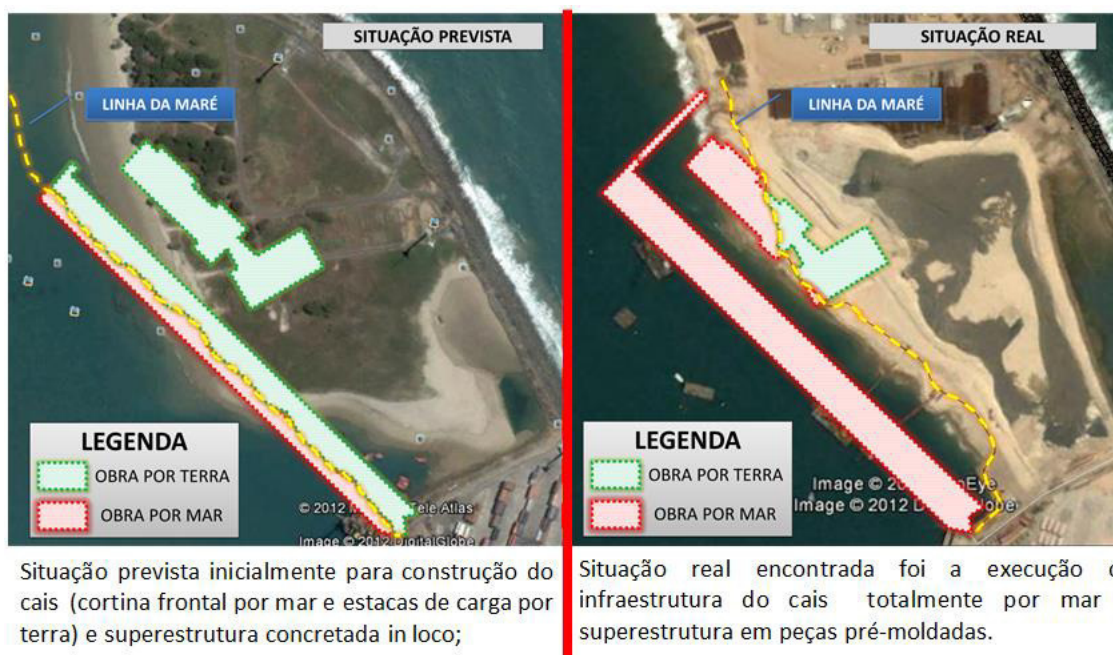 SITUAÇÃO PREVISTA
LINHA DA MARÉ
LEGENDA
OBRA POR TERRA
OBRA POR MAR
© 2012 Tele Atlas
Image © 2012 DigitalGlobe
Situação prevista inicialmente para construção do
cais (cortina frontal por mar e estacas de carga por
terra) e superestrutura concretada in loco;
SITUAÇÃO REAL
LINHA DA MARÉ
LEGENDA
OBRA POR TERRA
OBRA POR MAR
Image ©
Image © 2012
Situação real encontrada foi a execução
infraestrutura do cais totalmente por mar
superestrutura em peças pré-moldadas.